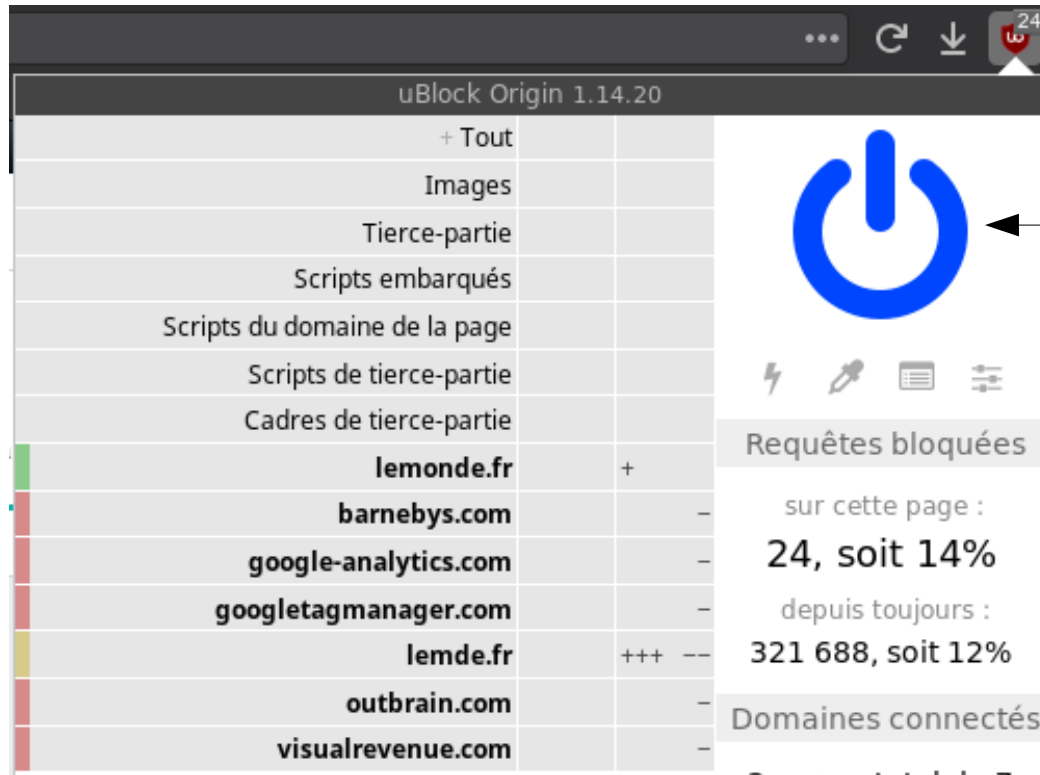 24
uBlock Origin 1.14.20
+ Tout
Images
Tierce-partie
Scripts embarqués
Scripts du domaine de la page
Scripts de tierce-partie
Cadres de tierce-partie
lemonde.fr +
barnebys.com –
google-analytics.com –
googletagmanager.com –
lemde.fr +++ ––
outbrain.com –
visualrevenue.com –
Requêtes bloquées
sur cette page :
24, soit 14%
depuis toujours :
321 688, soit 12%
Domaines connectés